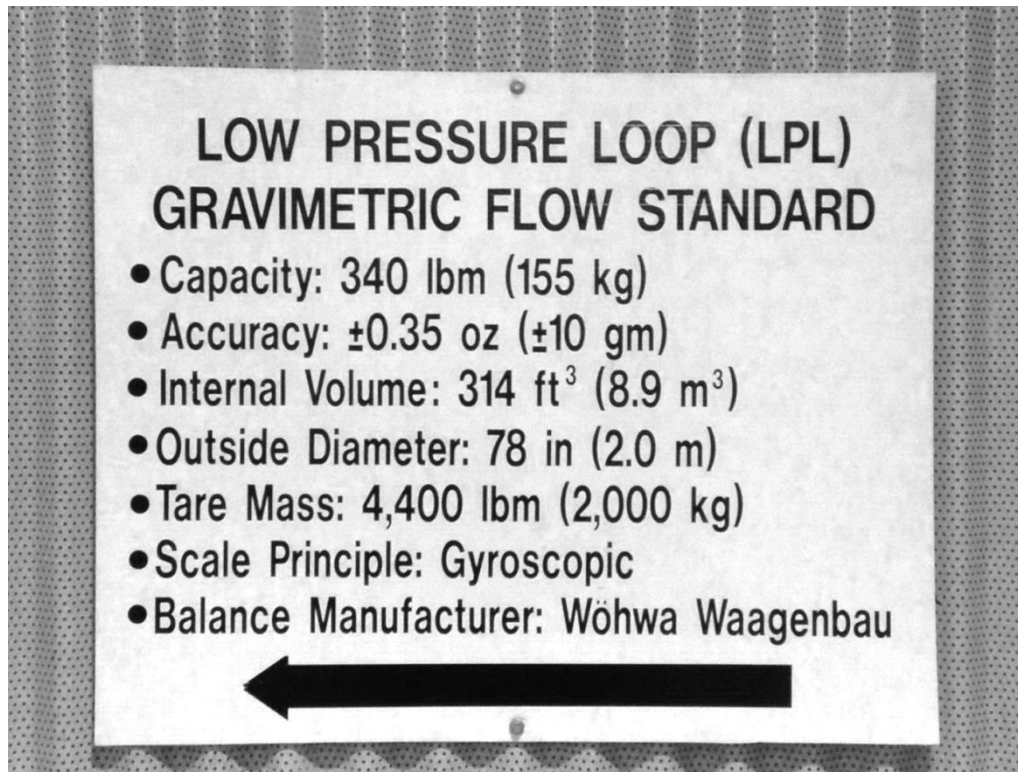 LOW PRESSURE LOOP (LPL)
GRAVIMETRIC FLOW STANDARD
• Capacity: 340 lbm (155 kg)
• Accuracy: ±0.35 oz (±10 gm)
• Internal Volume: 314 ft³ (8.9 m³)
• Outside Diameter: 78 in (2.0 m)
• Tare Mass: 4,400 lbm (2,000 kg)
• Scale Principle: Gyroscopic
• Balance Manufacturer: Wöhwa Waagenbau